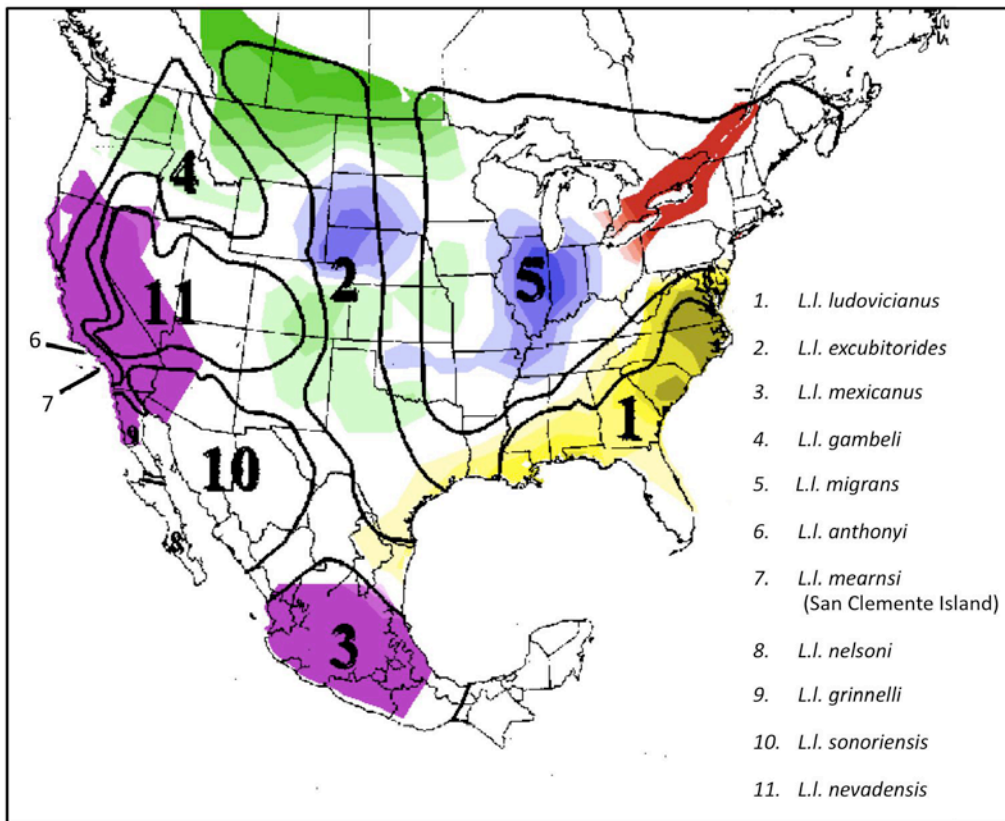 4
2
5
11
6
7
1
9
10
8
3
1. L.l. ludovicianus
2. L.l. excubitorides
3. L.l. mexicanus
4. L.l. gambeli
5. L.l. migrans
6. L.l. anthonyi
7. L.l. mearnsi
(San Clemente Island)
8. L.l. nelsoni
9. L.l. grinnelli
10. L.l. sonoriensis
11. L.l. nevadensis